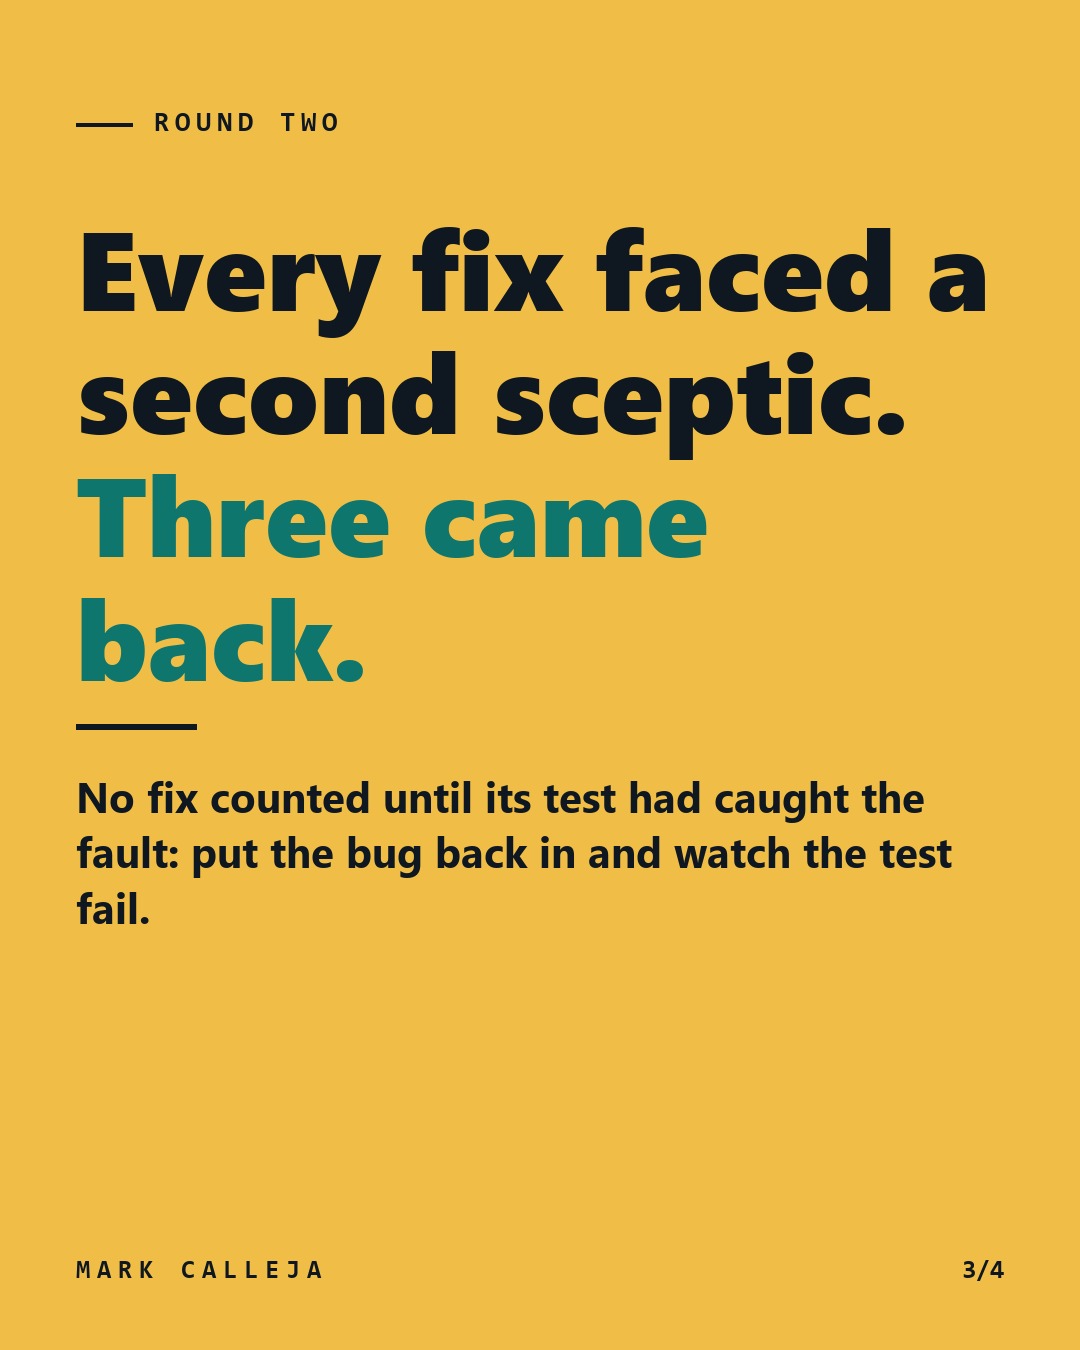 ROUND TWO
Every fix faced a
second sceptic.
Three came
back.
No fix counted until its test had caught the
fault: put the bug back in and watch the test
fail.
MARK CALLEJA
3/4